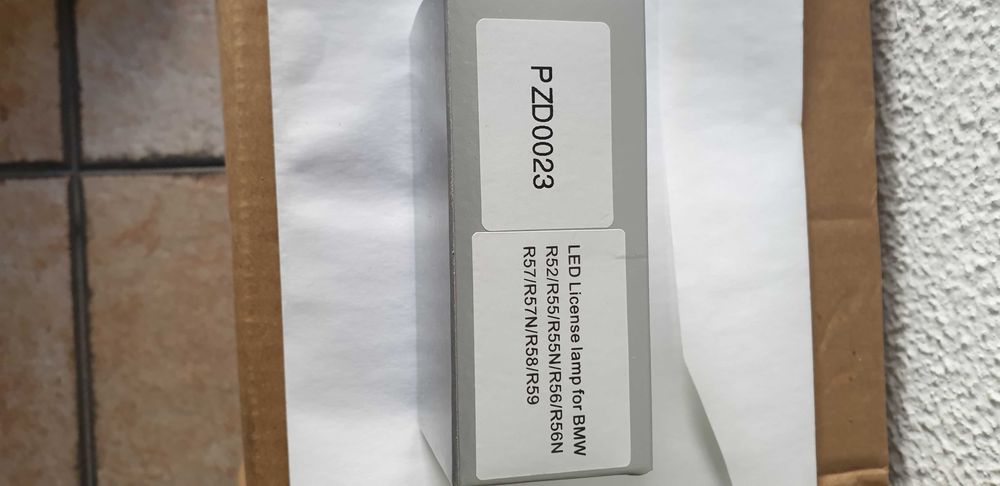 PZD0023
LED License lamp for BMW
R52/R55/R55N/R56/R56N
R57/R57N/R58/R59